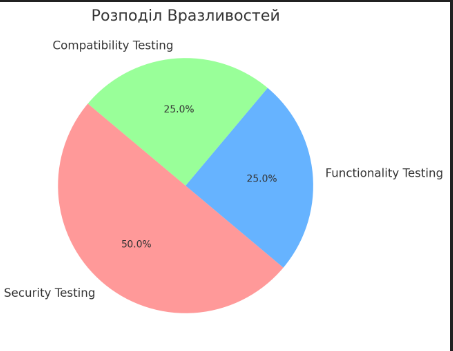 Розподіл Вразливостей
Compatibility Testing
25.0%
Functionality Testing
25.0%
50.0%
Security Testing